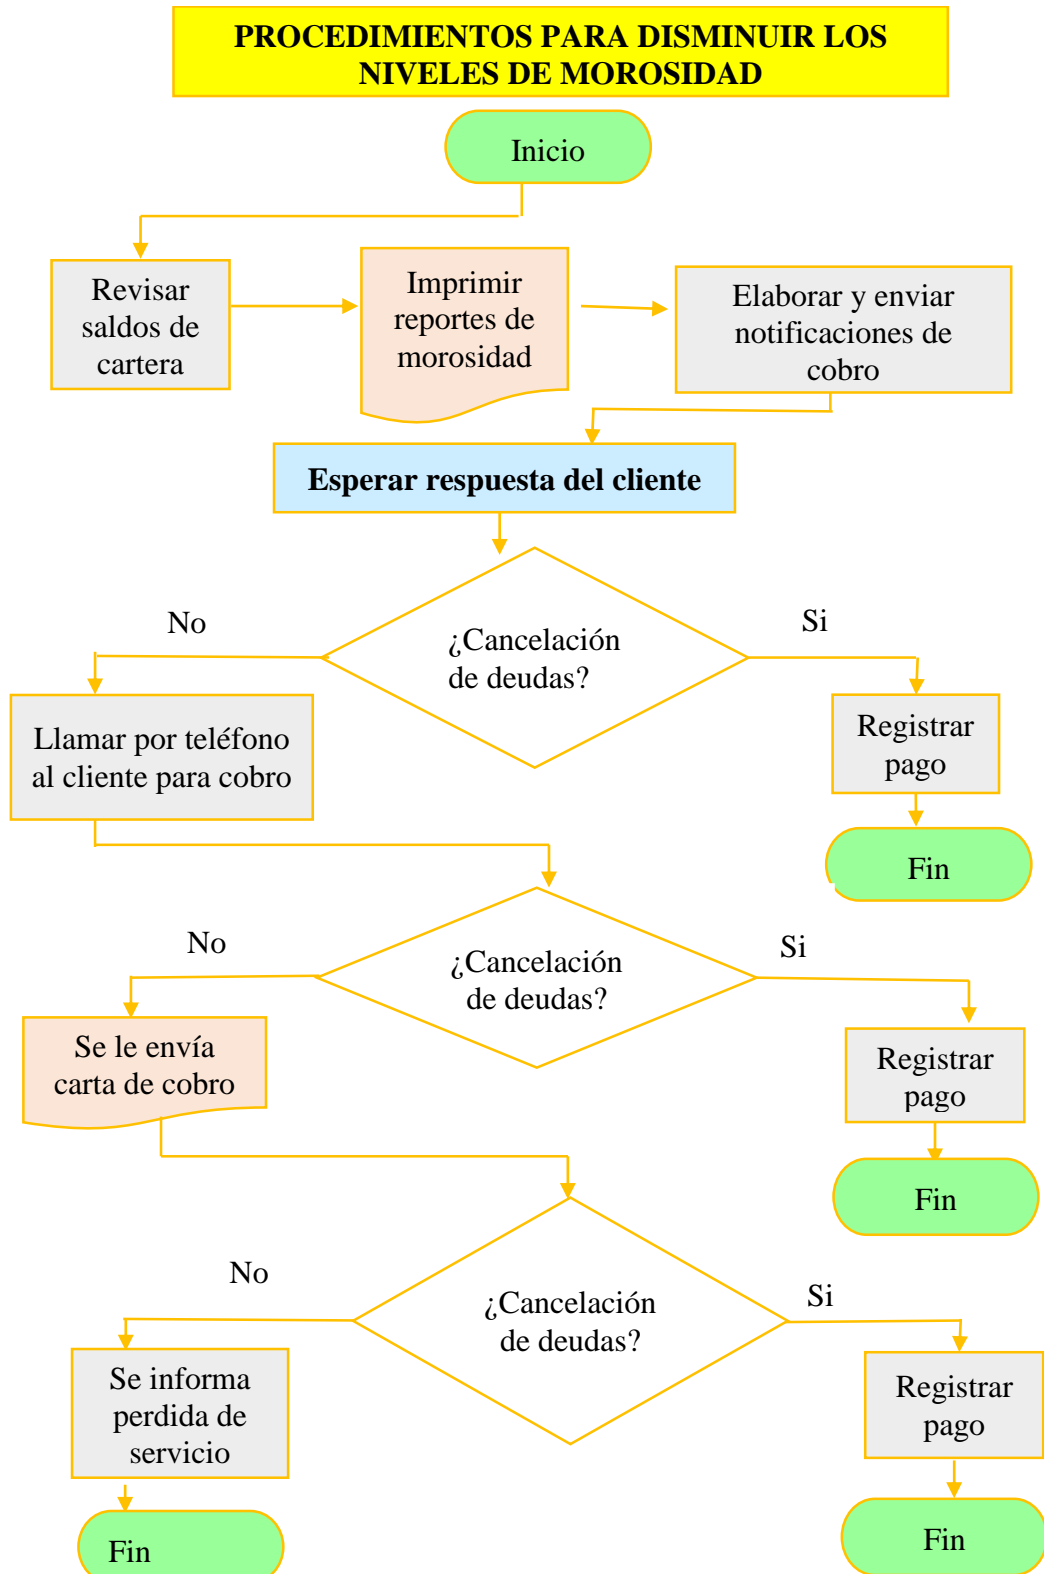 PROCEDIMIENTOS PARA DISMINUIR LOS
NIVELES DE MOROSIDAD
Inicio
Revisar
saldos de
cartera
Imprimir
reportes de
morosidad
Elaborar y enviar
notificaciones de
cobro
Esperar respuesta del cliente
No
¿Cancelación
de deudas?
Si
Llamar por teléfono
al cliente para cobro
Registrar
pago
Fin
No
¿Cancelación
de deudas?
Si
Se le envía
carta de cobro
Registrar
pago
Fin
No
¿Cancelación
de deudas?
Si
Se informa
perdida de
servicio
Registrar
pago
Fin
Fin